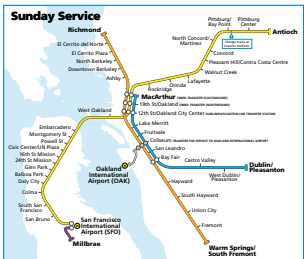 Sunday Service
Richmond
El Cerrito del Norte
El Cerrito Plaza
North Berkeley
Downtown Berkeley
Ashby
Pittsburg/
Bay Point
Pittsburg
Center
Antioch
North Concord/
Martinez
Concord
Pleasant Hill/Contra Costa Centre
Walnut Creek
Lafayette
Orinda
Rockridge
MacArthur
19th St/Oakland
12th St/Oakland City Center
West Oakland
Lake Merritt
Fruitvale
Coliseum
San Leandro
Bay Fair
Castro Valley
West Dublin/
Pleasanton
Dublin/
Pleasanton
Hayward
South Hayward
Union City
Fremont
Warm Springs/
South Fremont
Embarcadero
Montgomery St
Powell St
Civic Center/UN Plaza
16th St Mission
24th St Mission
Glen Park
Balboa Park
Daly City
Colma
South San
Francisco
San Bruno
Oakland
International
Airport (OAK)
San Francisco
International
Airport (SFO)
Millbrae